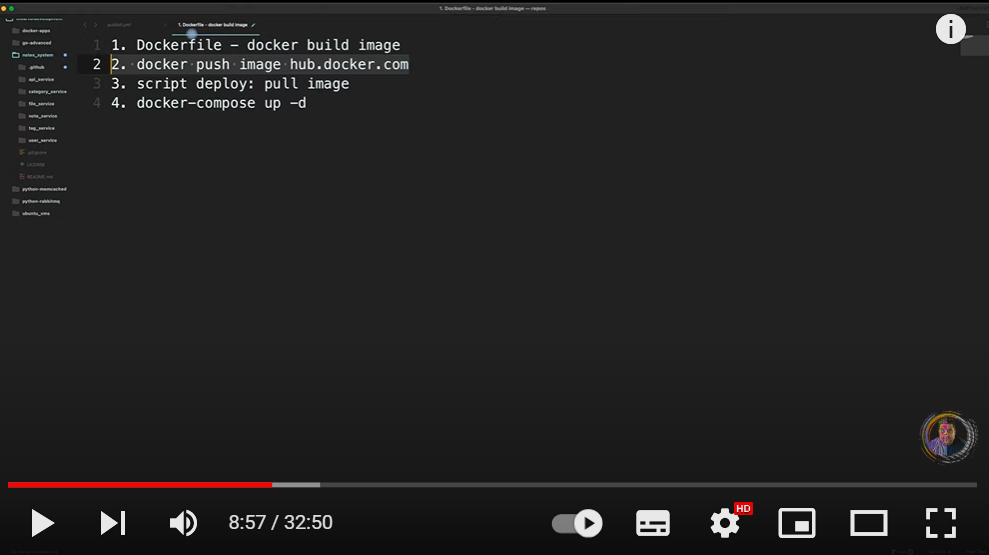 1. Dockerfile - docker build image — repos
docker-apps
go-advanced
notes_system
.github
api_service
category_service
file_service
note_service
tag_service
user_service
.gitignore
LICENSE
README.md
python-memcached
python-rabbitmq
ubuntu_vms
publish.yml
1. Dockerfile - docker build image
1 1. Dockerfile - docker build image
2 2. docker push image hub.docker.com
3 3. script deploy: pull image
4 4. docker-compose up -d
8:57 / 32:50
HD